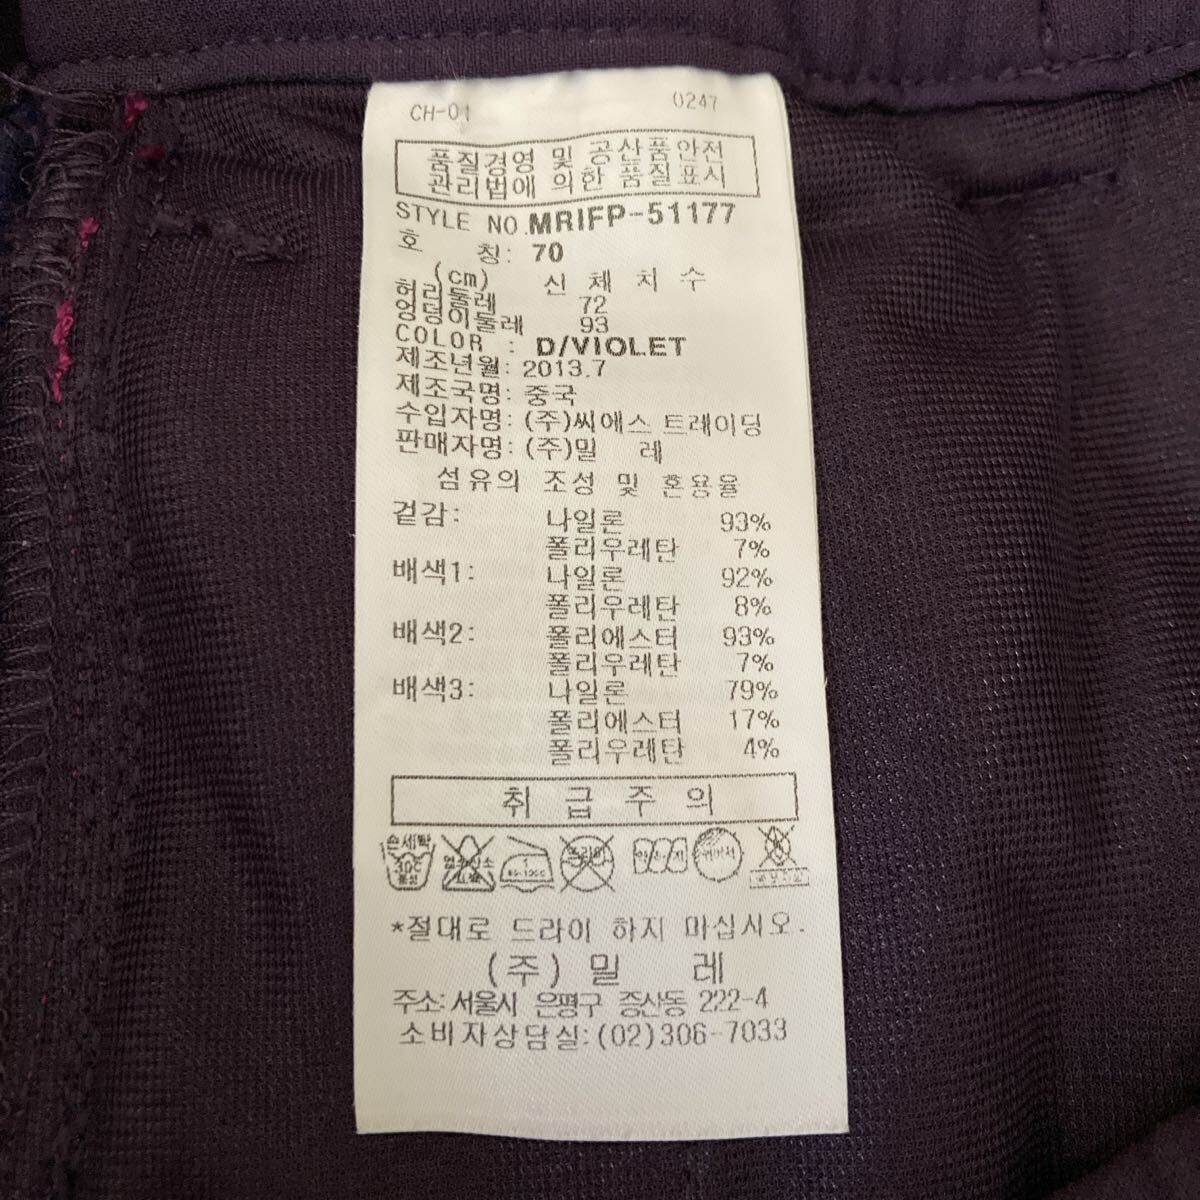 CH-01 0247
품질경영 및 공산품안전
관리법에 의한 품질표시
STYLE NO.MRIFP-51177
호 칭: 70
(cm) 신 체 치 수
허리둘레 72
엉덩이둘레 93
COLOR : D/VIOLET
제조년월: 2013.7
제조국명: 중국
수입자명: (주)씨에스 트레이딩
판매자명: (주)밀 레
섬유의 조성 및 혼용율
겉감: 나일론 93%
폴리우레탄 7%
배색1: 나일론 92%
폴리우레탄 8%
배색2: 폴리에스터 93%
폴리우레탄 7%
배색3: 나일론 79%
폴리에스터 17%
폴리우레탄 4%
취 급 주 의
손세탁
30℃
중성
*절대로 드라이 하지 마십시오.
(주) 밀 레
주소: 서울시 은평구 증산동 222-4
소비자상담실:(02)306-7033